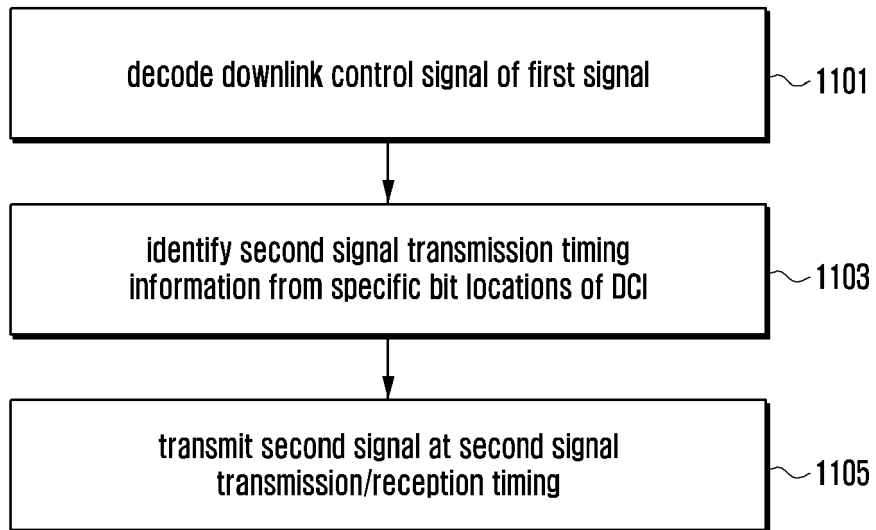 decode downlink control signal of first signal
1101
identify second signal transmission timing
information from specific bit locations of DCI
1103
transmit second signal at second signal
transmission/reception timing
1105